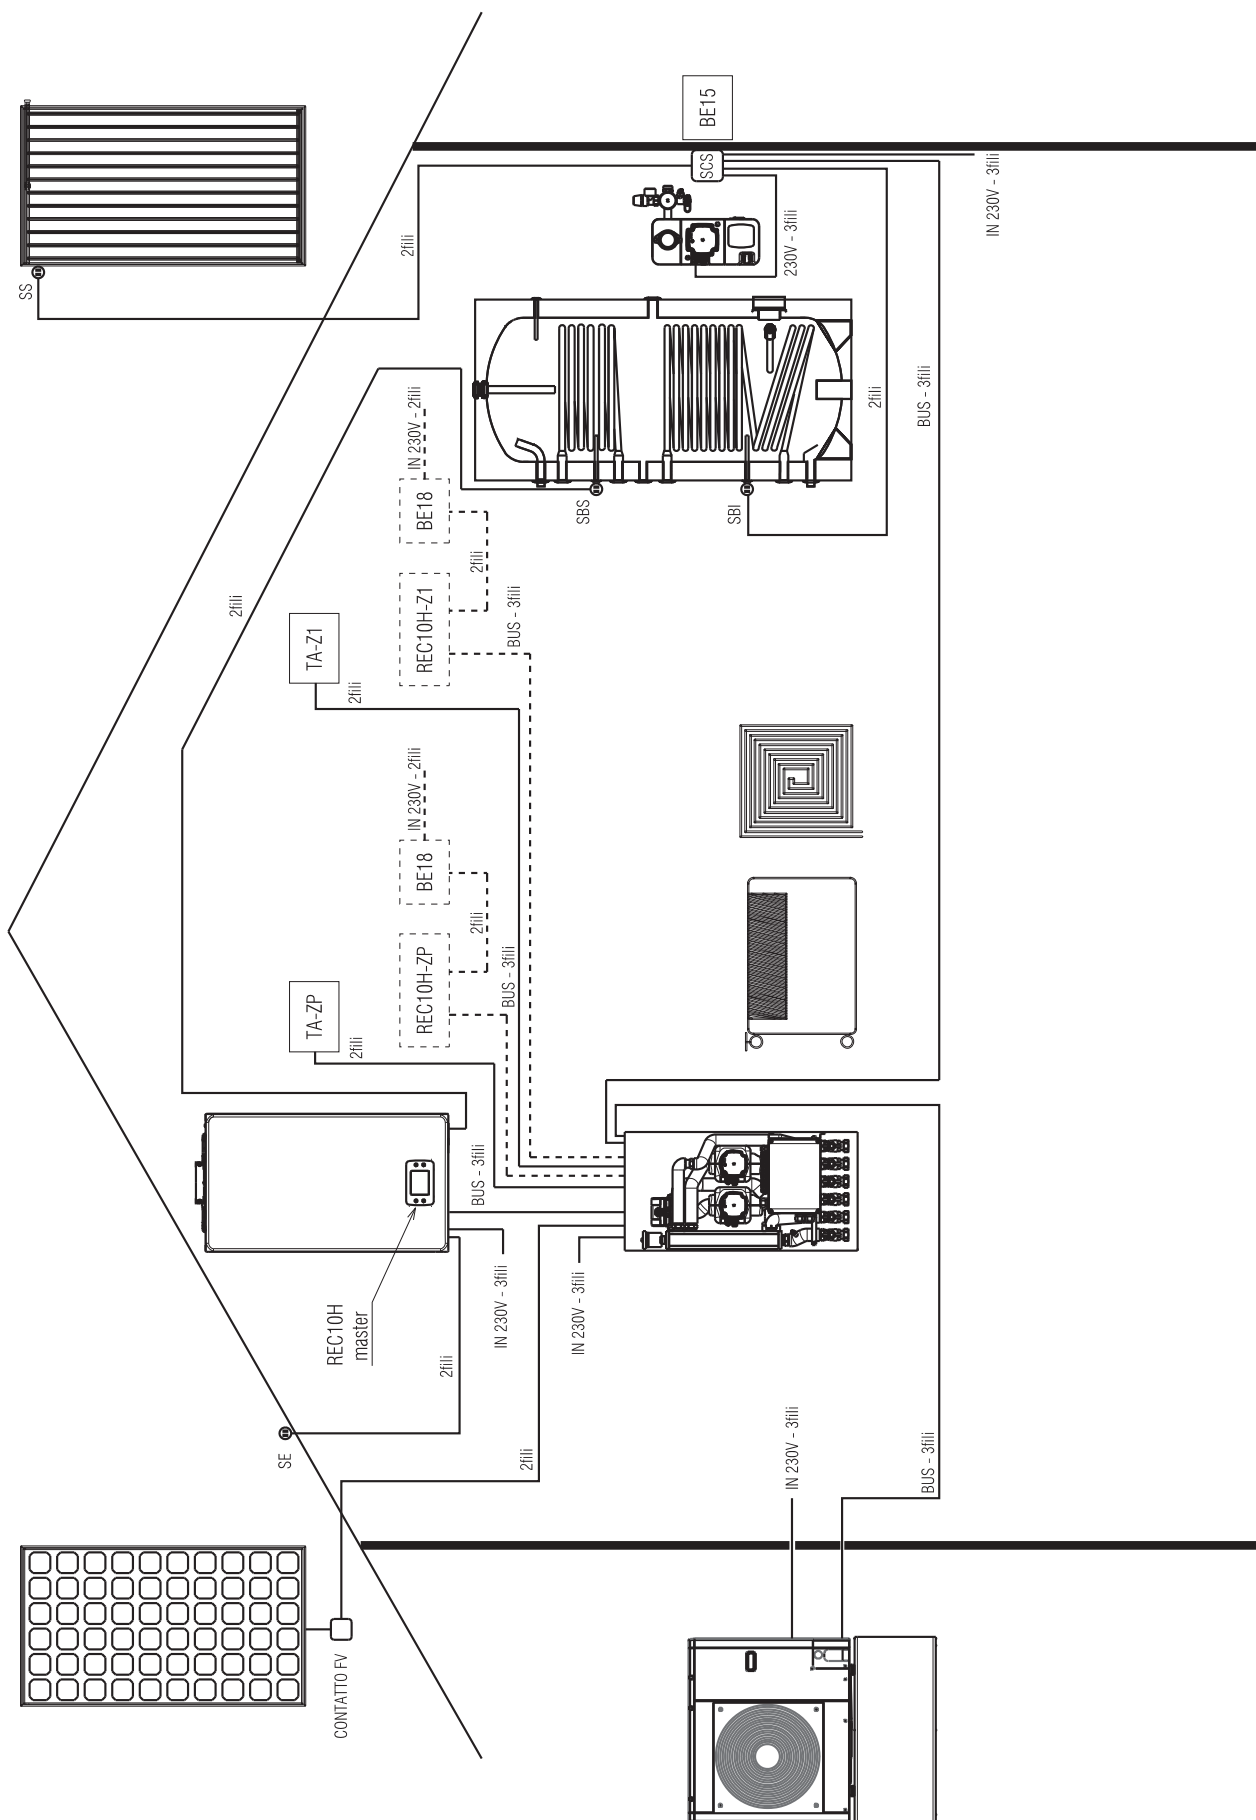 SS
2fili
SE
TA-ZP
TA-Z1
REC10H
master
CONTATTO FV
2fili
2fili
2fili
IN 230V - 2fili
IN 230V - 2fili
REC10H-ZP
BE18
REC10H-Z1
BE18
2fili
2fili
2fili
BUS - 3fili
IN 230V - 3fili
BUS - 3fili
BUS - 3fili
2fili
IN 230V - 3fili
SBS
SCS
BE15
SBI
IN 230V - 3fili
230V - 3fili
2fili
BUS - 3fili
BUS - 3fili
IN 230V - 3fili